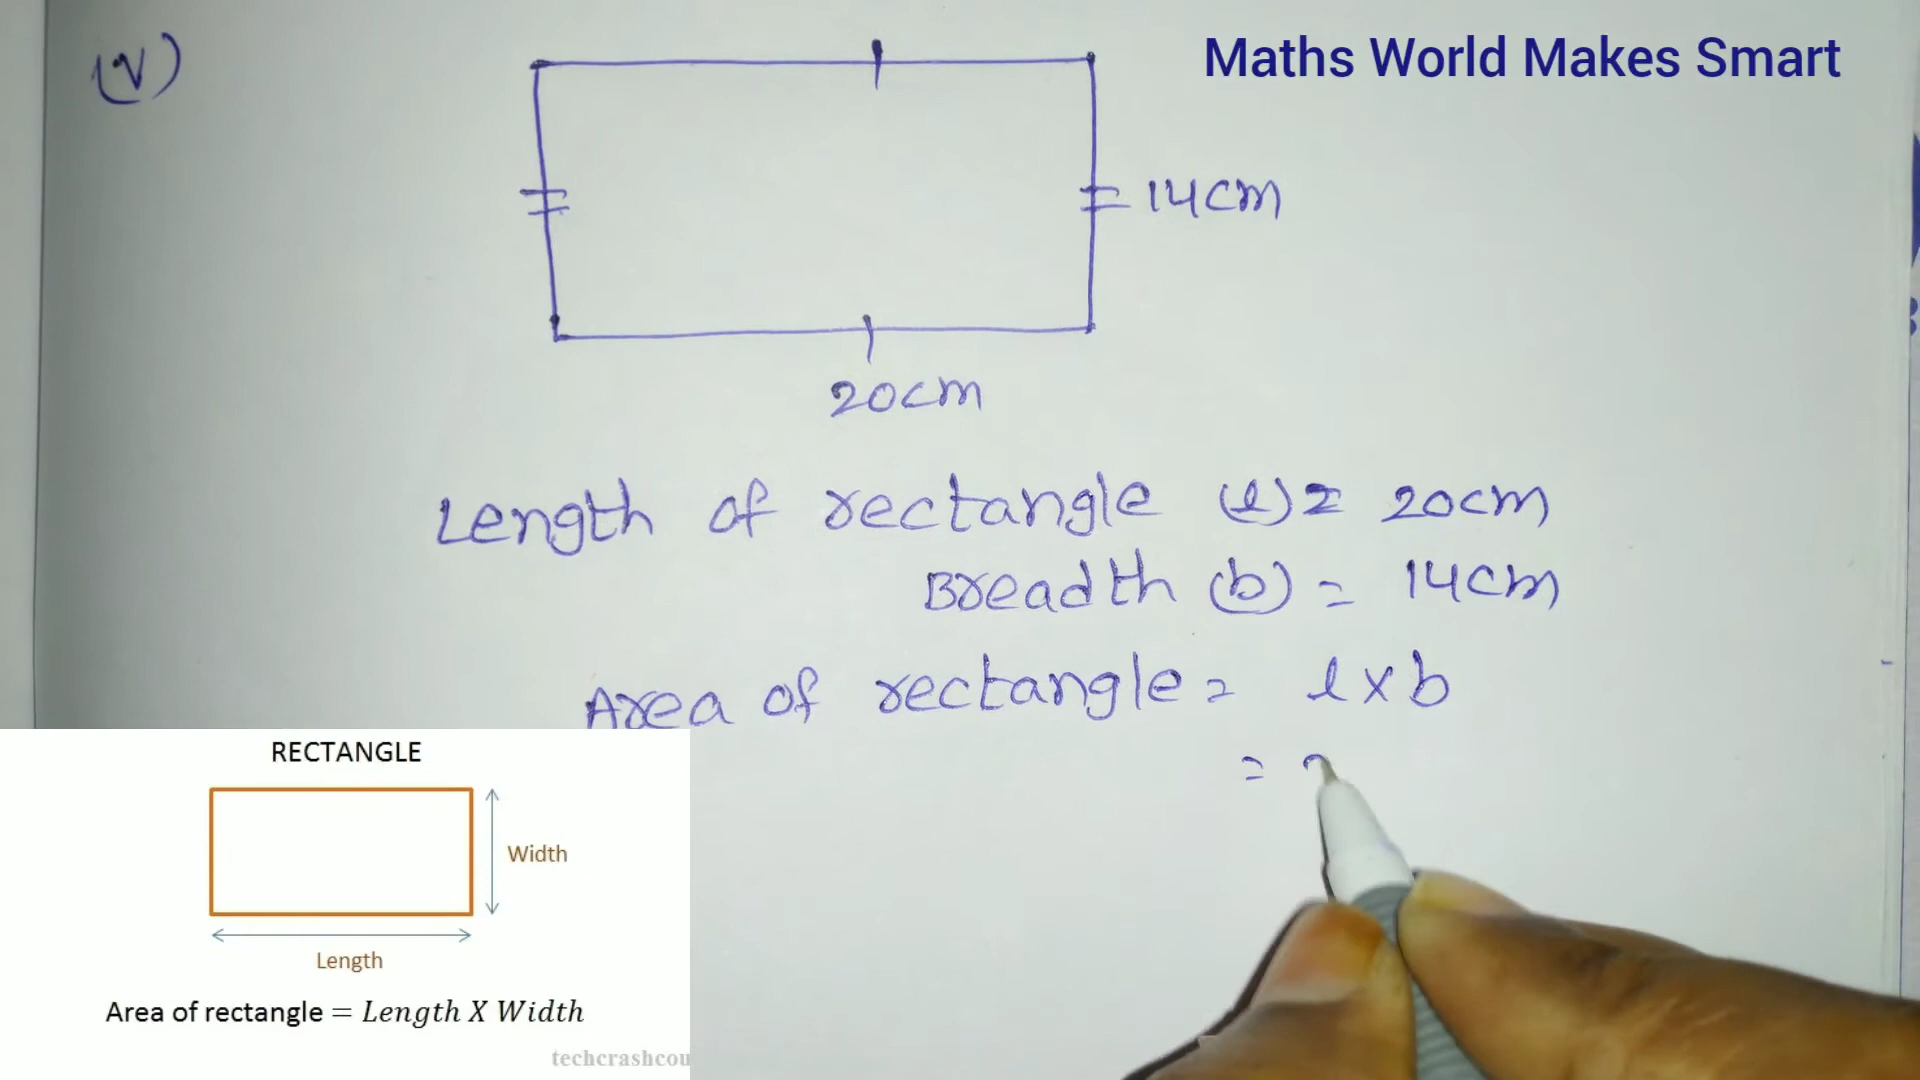 (V)
Maths World Makes Smart
14cm
20cm
Length of rectangle (l) = 20cm
Breadth (b) = 14cm
Area of rectangle = l x b
=
RECTANGLE
Width
Length
Area of rectangle = Length X Width
techcrashcou